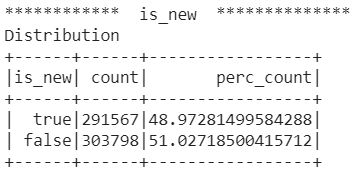 ************  is_new  **************
Distribution
+------+------+-----------------+
|is_new| count|       perc_count|
+------+------+-----------------+
|  true|291567|48.97281499584288|
| false|303798|51.02718500415712|
+------+------+-----------------+